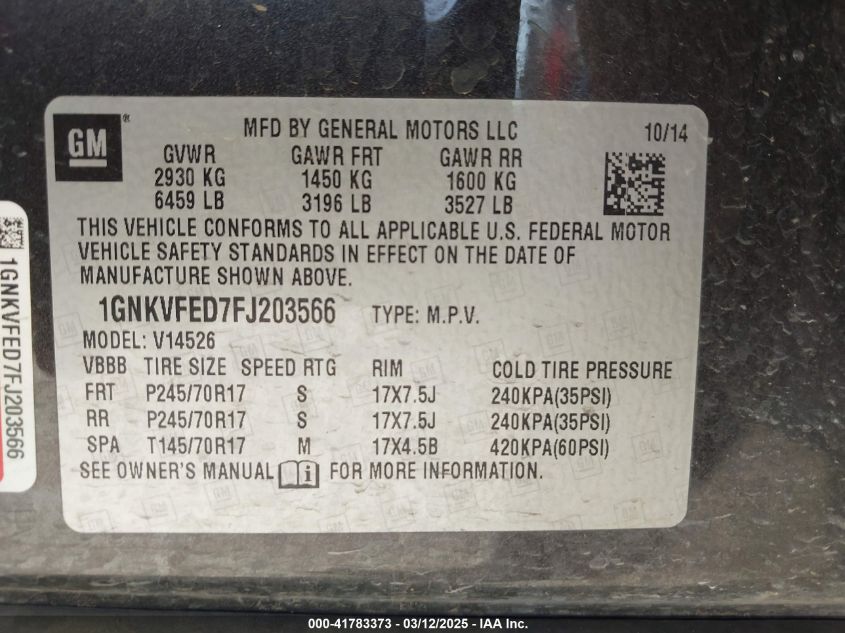 GM®
MFD BY GENERAL MOTORS LLC 10/14
GVWR GAWR FRT GAWR RR
2930 KG 1450 KG 1600 KG
6459 LB 3196 LB 3527 LB
THIS VEHICLE CONFORMS TO ALL APPLICABLE U.S. FEDERAL MOTOR
VEHICLE SAFETY STANDARDS IN EFFECT ON THE DATE OF
MANUFACTURE SHOWN ABOVE.
1GNKVFED7FJ203566 TYPE: M.P.V.
MODEL: V14526
VBBB TIRE SIZE SPEED RTG RIM COLD TIRE PRESSURE
FRT P245/70R17 S 17X7.5J 240KPA(35PSI)
RR P245/70R17 S 17X7.5J 240KPA(35PSI)
SPA T145/70R17 M 17X4.5B 420KPA(60PSI)
SEE OWNER'S MANUAL i FOR MORE INFORMATION.
1GNKVFED7FJ203566
000-41783373 - 03/12/2025 - IAA Inc.